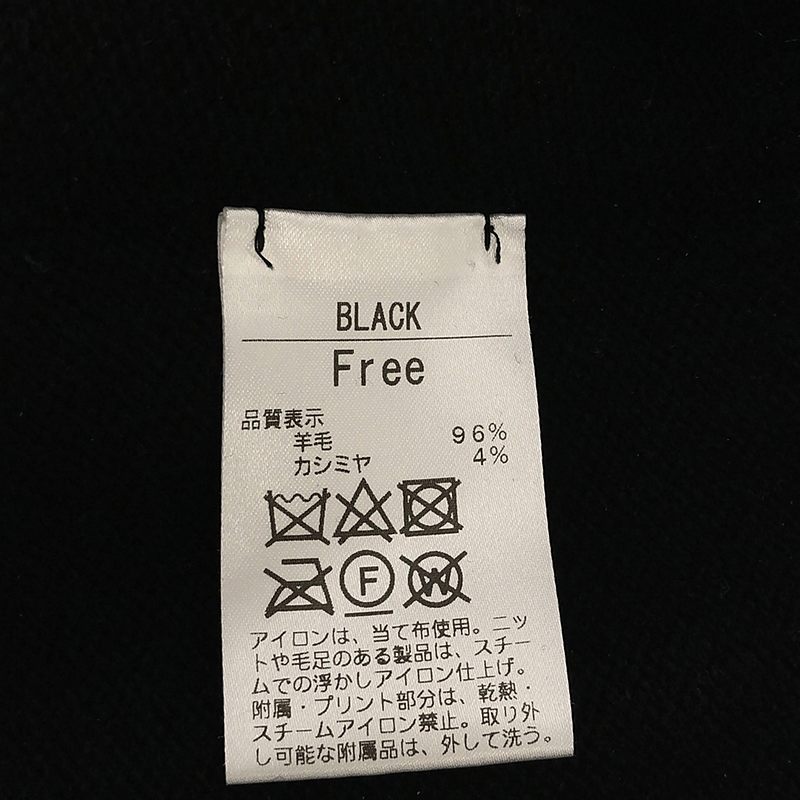 BLACK
Free
品質表示
羊毛 96%
カシミヤ 4%
F
W
アイロンは、当て布使用。ニッ
トや毛足のある製品は、スチー
ムでの浮かしアイロン仕上げ。
附属・プリント部分は、乾熱・
スチームアイロン禁止。取り外
し可能な附属品は、外して洗う。